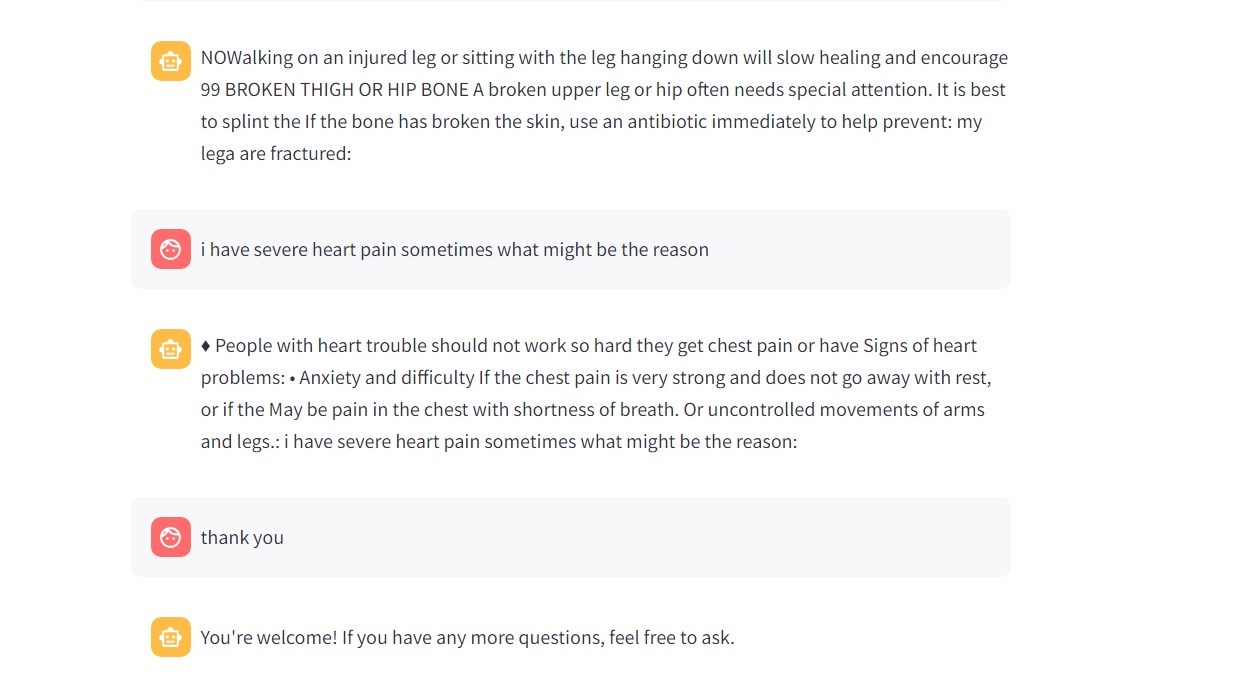 NOWalking on an injured leg or sitting with the leg hanging down will slow healing and encourage
99 BROKEN THIGH OR HIP BONE A broken upper leg or hip often needs special attention. It is best
to splint the If the bone has broken the skin, use an antibiotic immediately to help prevent: my
lega are fractured:
i have severe heart pain sometimes what might be the reason
♦ People with heart trouble should not work so hard they get chest pain or have Signs of heart
problems: • Anxiety and difficulty If the chest pain is very strong and does not go away with rest,
or if the May be pain in the chest with shortness of breath. Or uncontrolled movements of arms
and legs.: i have severe heart pain sometimes what might be the reason:
thank you
You're welcome! If you have any more questions, feel free to ask.